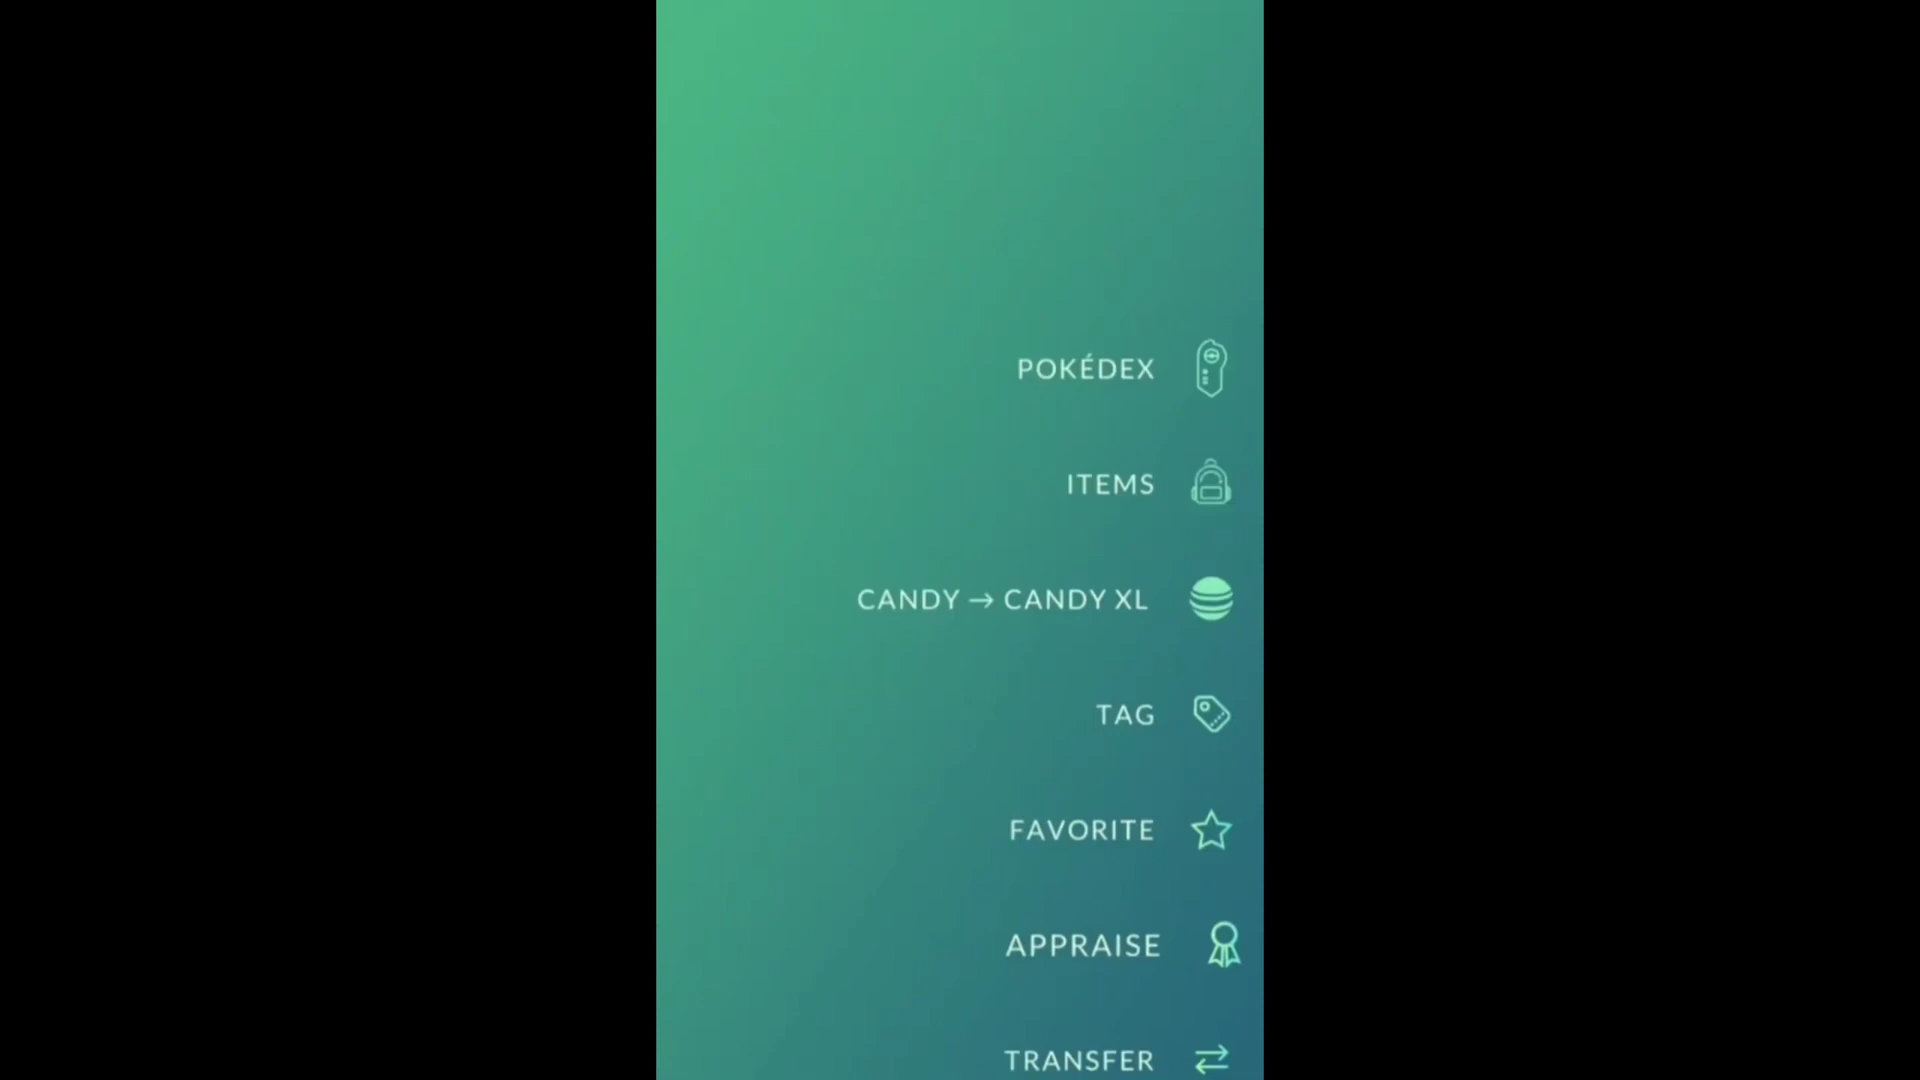 POKÉDEX
ITEMS
CANDY → CANDY XL
TAG
FAVORITE
APPRAISE
TRANSFER